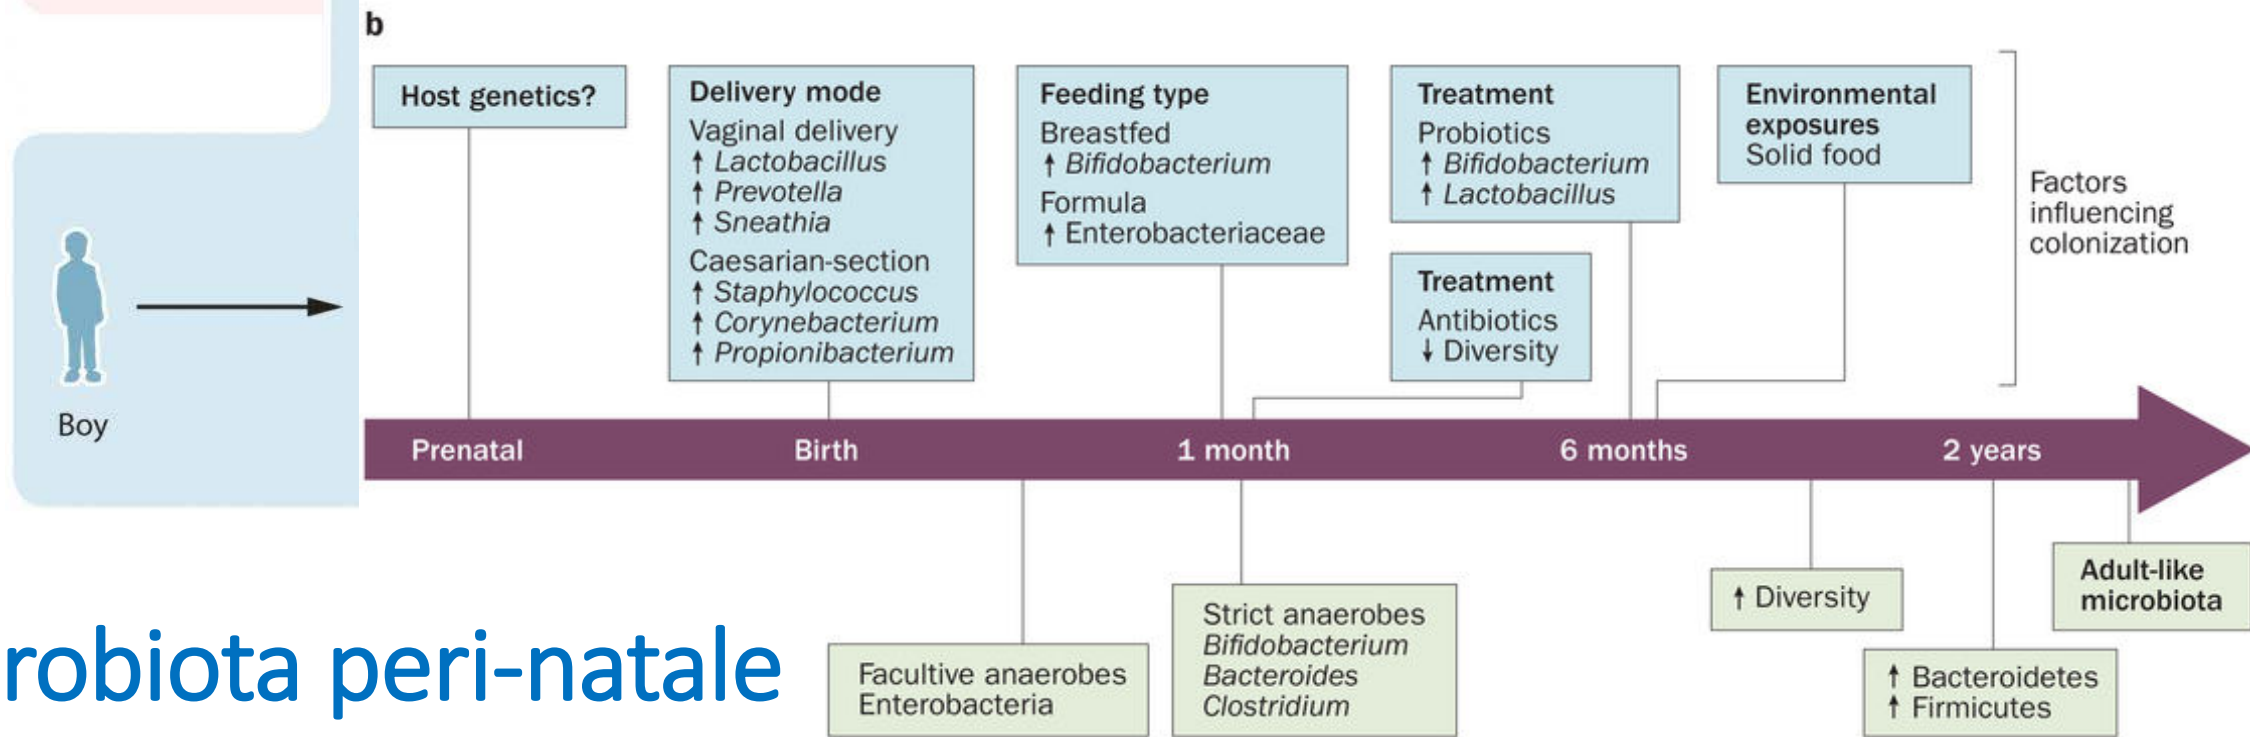 b
Host genetics?
Delivery mode
Vaginal delivery
↑ Lactobacillus
↑ Prevotella
↑ Sneathia
Caesarian-section
↑ Staphylococcus
↑ Corynebacterium
↑ Propionibacterium
Feeding type
Breastfed
↑ Bifidobacterium
Formula
↑ Enterobacteriaceae
Treatment
Probiotics
↑ Bifidobacterium
↑ Lactobacillus
Treatment
Antibiotics
↓ Diversity
Environmental
exposures
Solid food
Factors
influencing
colonization
Boy
Prenatal
Birth
1 month
6 months
2 years
Facultive anaerobes
Enterobacteria
Strict anaerobes
Bifidobacterium
Bacteroides
Clostridium
↑ Diversity
↑ Bacteroidetes
↑ Firmicutes
Adult-like
microbiota
robiota peri-natale